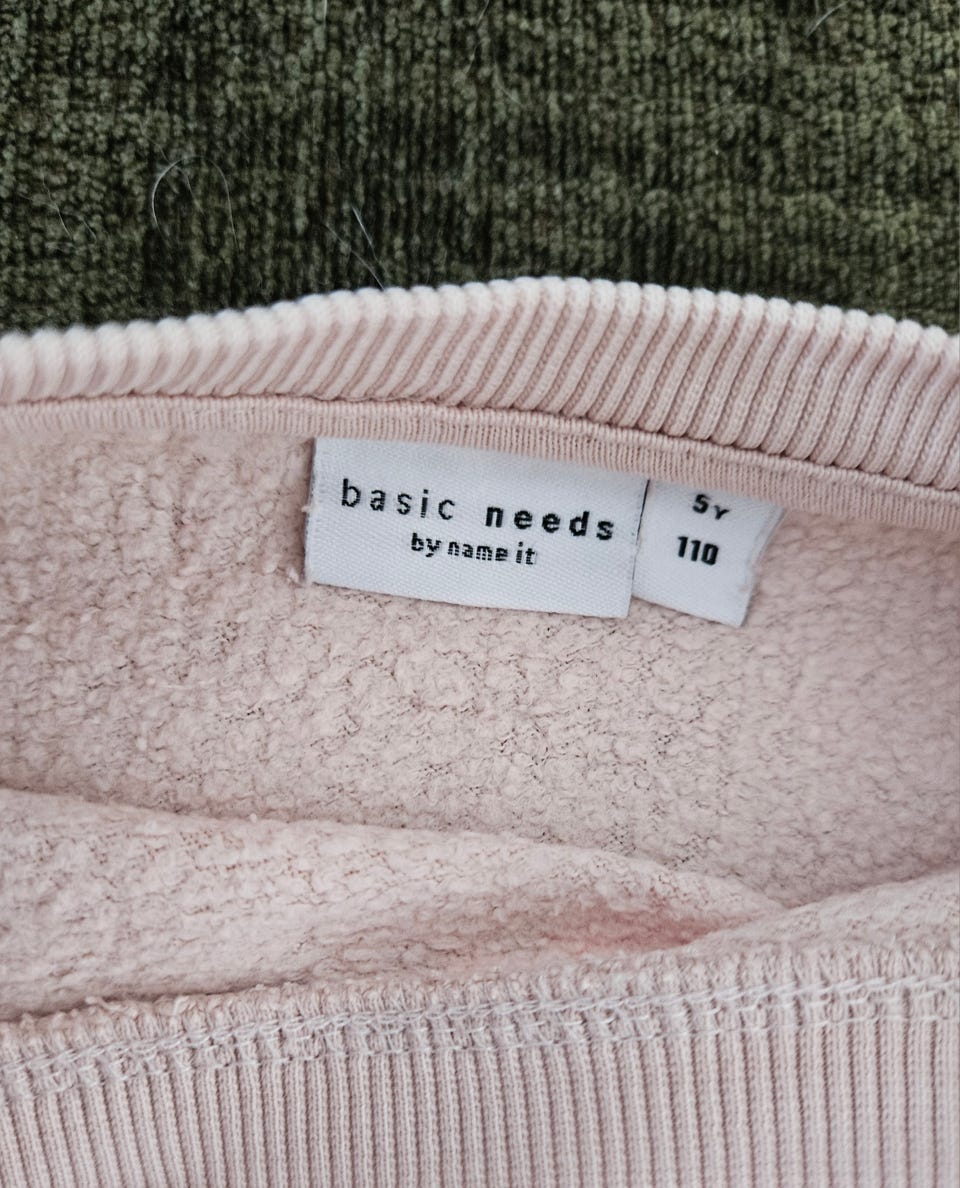 basic needs
by name it
5Y
110